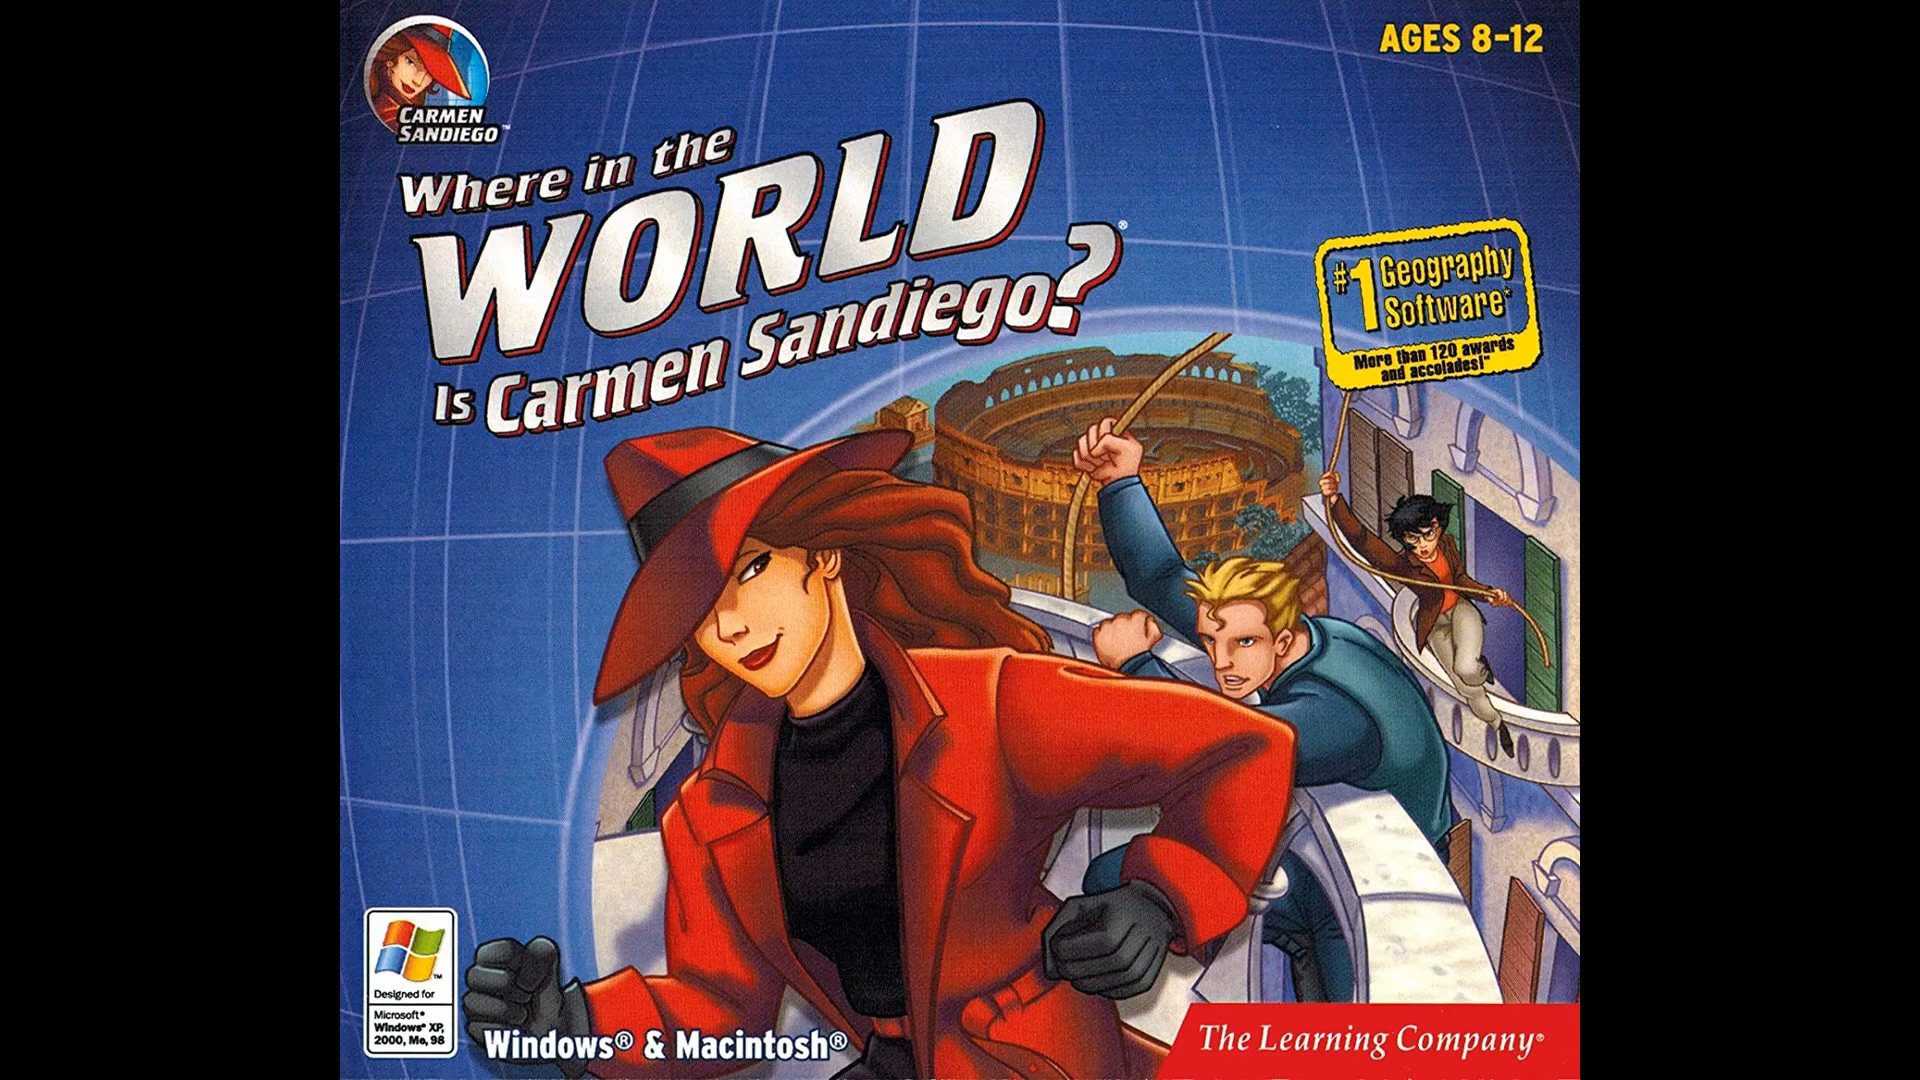 AGES 8-12
CARMEN
SANDIEGO™
Where in the
WORLD
Is Carmen Sandiego?®
#1 Geography
Software*
More than 120 awards
and accolades!**
Designed for
Microsoft®
Windows® XP,
2000, Me, 98
Windows® & Macintosh®
The Learning Company®